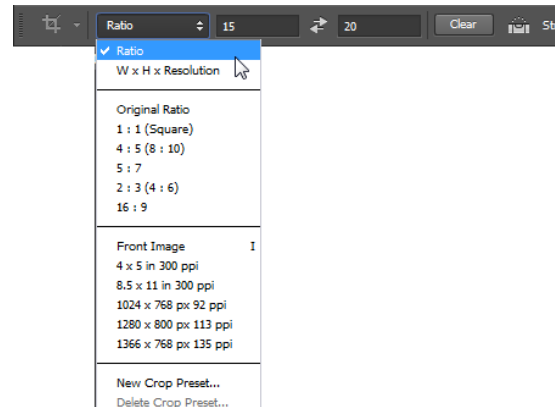 Ratio 15 20 Clear St
Ratio
W x H x Resolution
Original Ratio
1 : 1 (Square)
4 : 5 (8 : 10)
5 : 7
2 : 3 (4 : 6)
16 : 9
Front Image I
4 x 5 in 300 ppi
8.5 x 11 in 300 ppi
1024 x 768 px 92 ppi
1280 x 800 px 113 ppi
1366 x 768 px 135 ppi
New Crop Preset...
Delete Crop Preset...